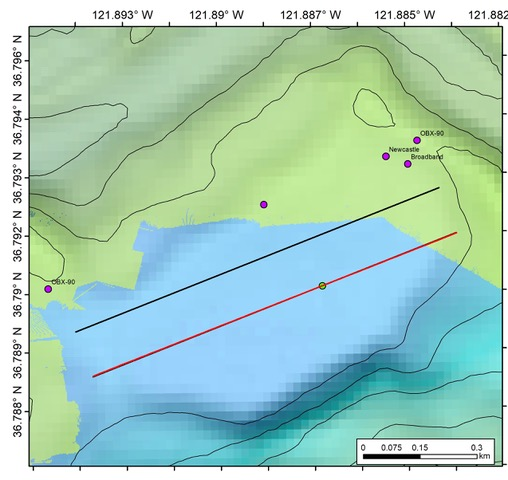 121.893° W 121.89° W 121.887° W 121.885° W 121.882
36.796° N
36.794° N
36.793° N
36.792° N
36.79° N
36.789° N
36.788° N
OBX-90
Newcastle
Broadband
OBX-90
0 0.075 0.15 0.3
km